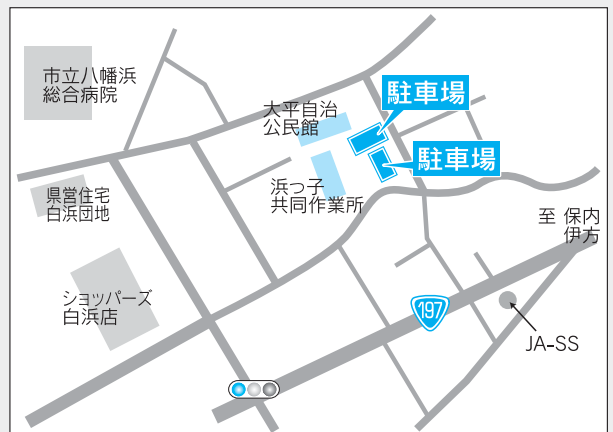 市立八幡浜
総合病院
大平自治
公民館
駐車場
駐車場
県営住宅
白浜団地
浜っ子
共同作業所
至 保内
伊方
ショッパーズ
白浜店
197
JA-SS